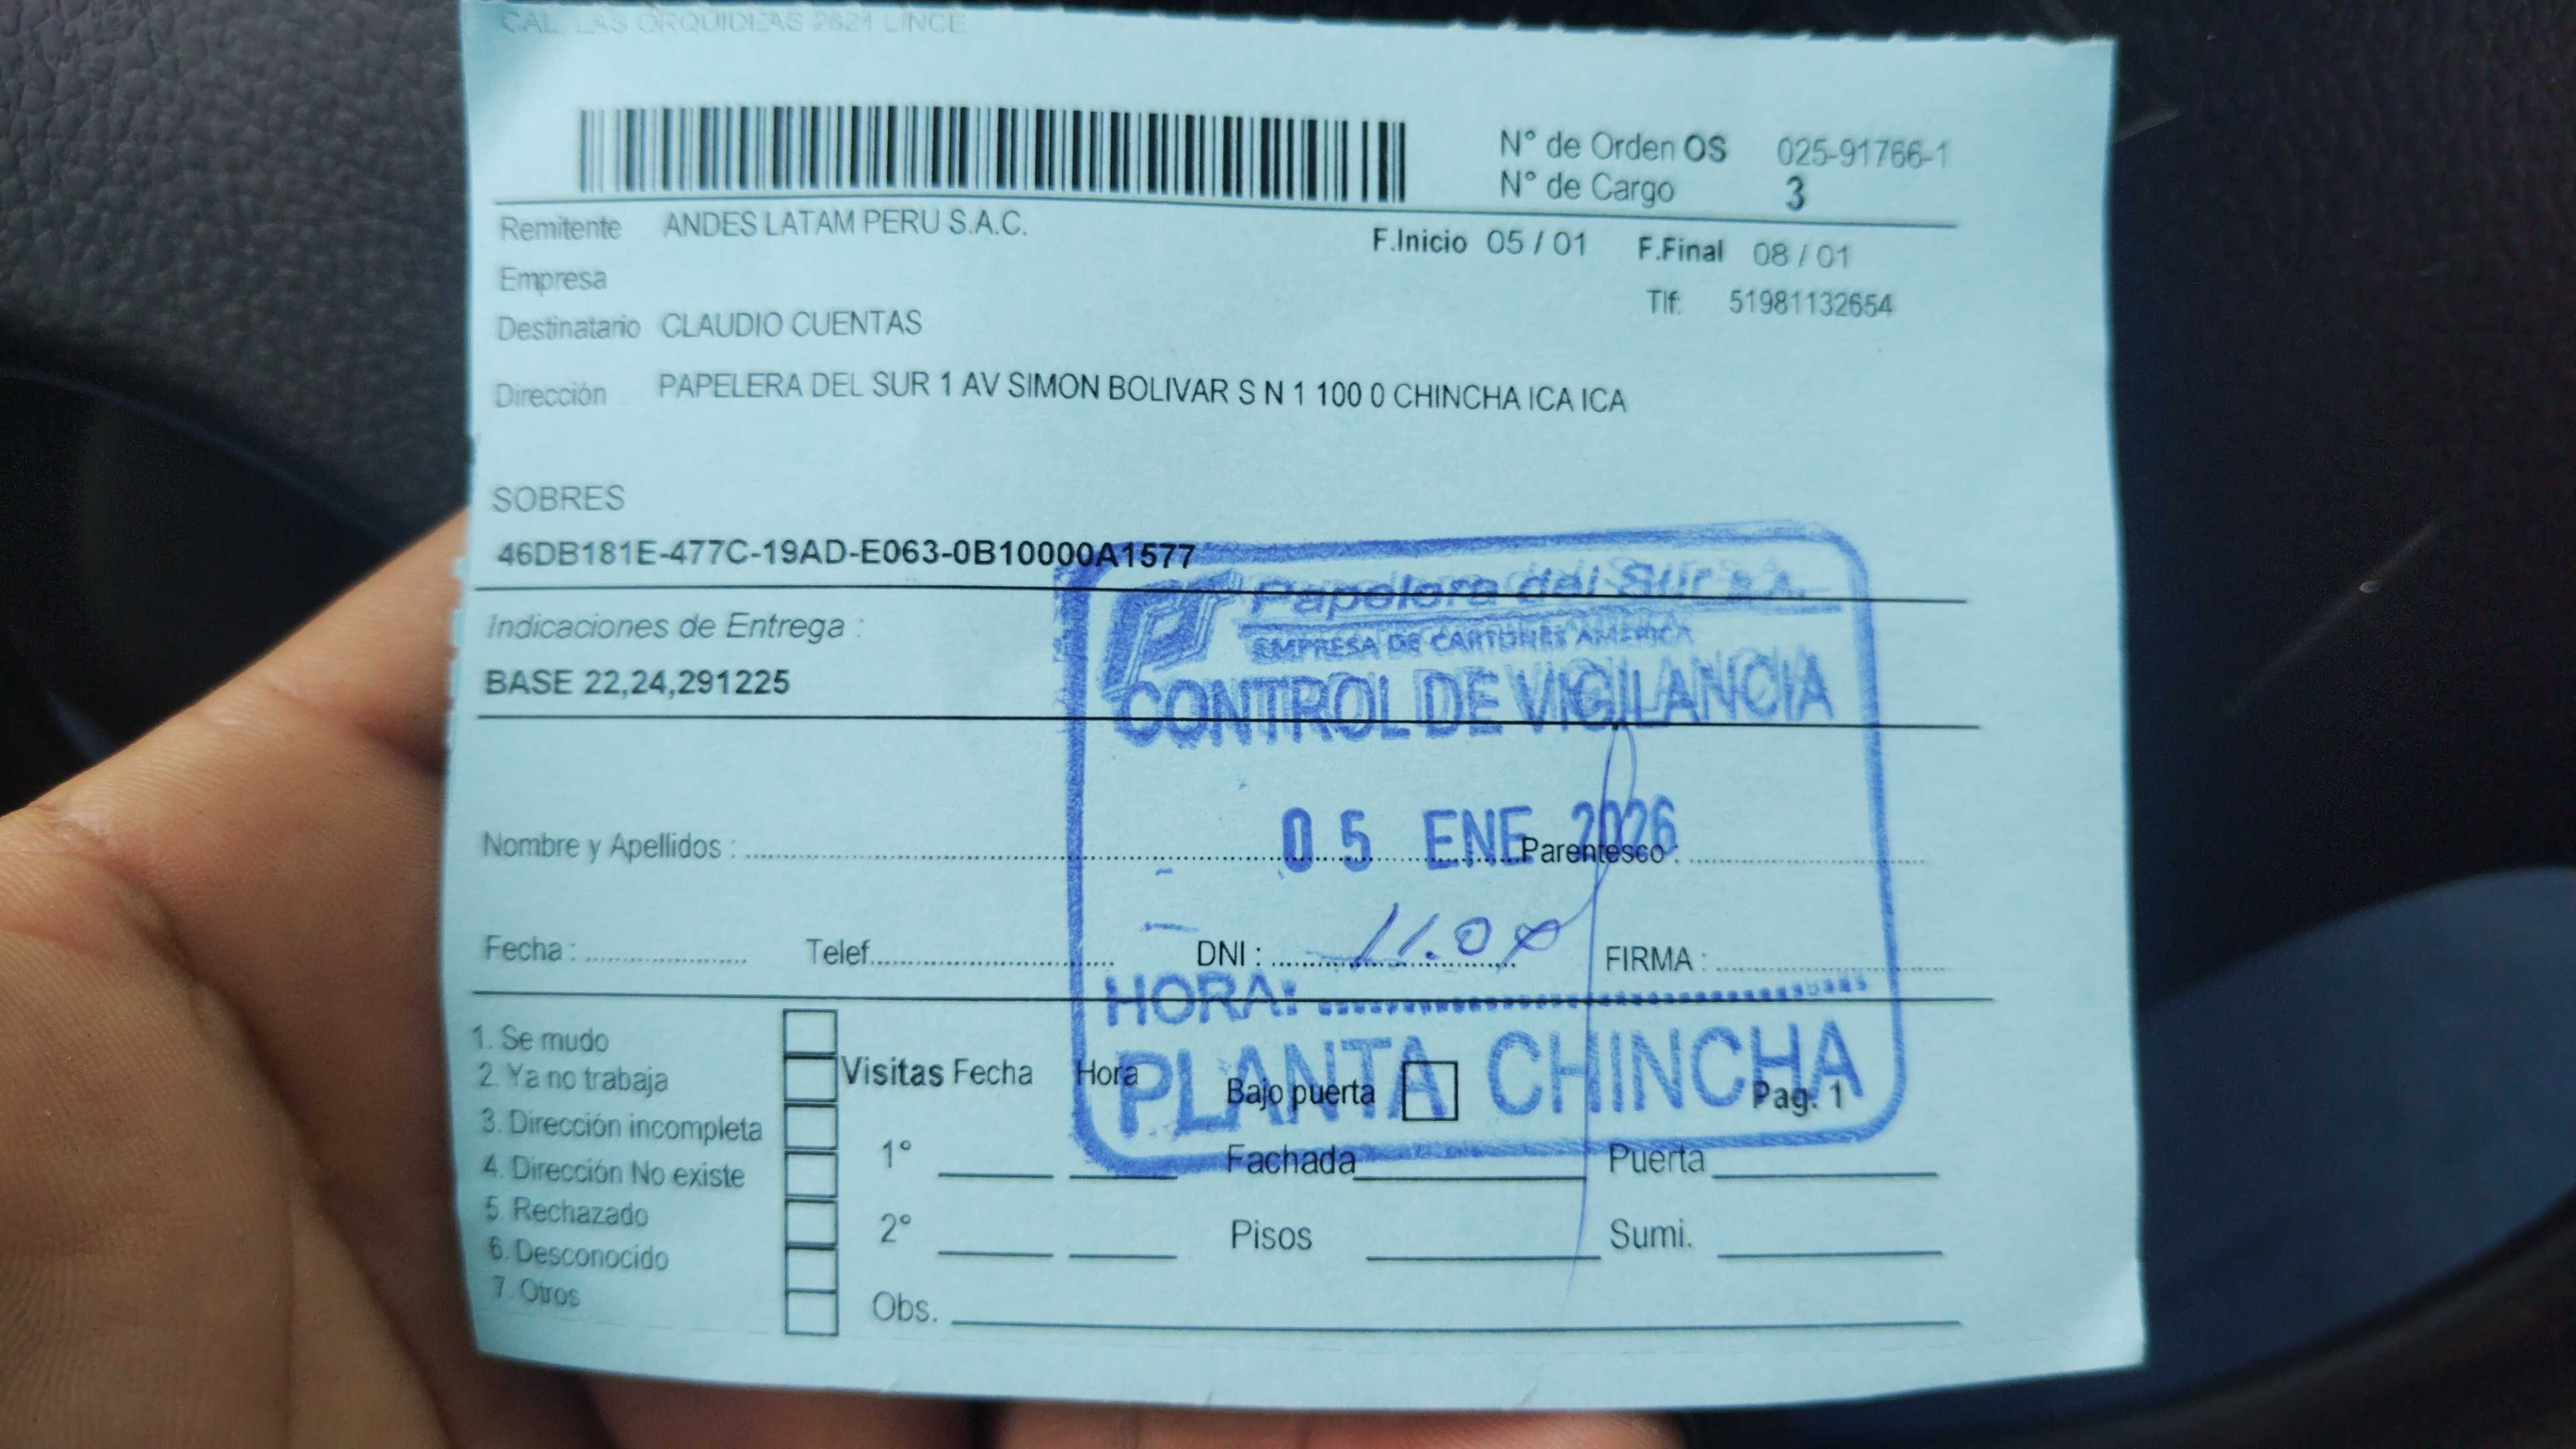 CAL. LAS ORQUIDEAS 2621 LINCE
N° de Orden OS 025-91766-1
N° de Cargo 3
Remitente ANDES LATAM PERU S.A.C.
F.Inicio 05 / 01 F.Final 08 / 01
Empresa
Tlf: 51981132654
Destinatario CLAUDIO CUENTAS
Dirección PAPELERA DEL SUR 1 AV SIMON BOLIVAR S N 1 100 0 CHINCHA ICA ICA
SOBRES
46DB181E-477C-19AD-E063-0B10000A1577
Papelera del Sur S.A.
EMPRESA DE CARTONES AMERICA
Indicaciones de Entrega :
BASE 22,24,291225
CONTROL DE VIGILANCIA
05 ENE 2026
Nombre y Apellidos : Parentesco :
11.00
Fecha : Telef. DNI : FIRMA :
HORA:
PLANTA CHINCHA
1. Se mudo
2. Ya no trabaja
3. Dirección incompleta
4. Dirección No existe
5. Rechazado
6. Desconocido
7. Otros
Visitas Fecha Hora
1°
2°
Obs.
Bajo puerta Pag. 1
Fachada Puerta
Pisos Sumi.